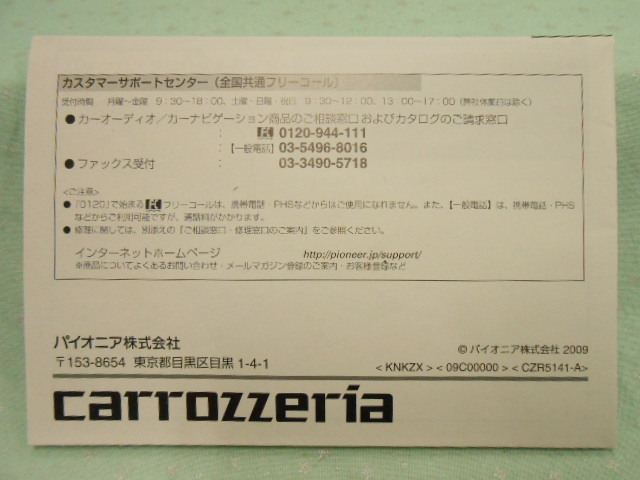 カスタマーサポートセンター（全国共通フリーコール）
受付時間　月曜～金曜　9：30～18：00、土曜・日曜・祝日　9：30～12：00、13：00～17：00（弊社休業日は除く）
●カーオーディオ／カーナビゲーション商品のご相談窓口およびカタログのご請求窓口
：　0120-944-111
：【一般電話】　03-5496-8016
●ファックス受付　：　03-3490-5718
<ご注意>
●「0120」で始まるフリーコールは、携帯電話・PHSなどからはご使用になれません。また、【一般電話】は、携帯電話・PHS
などからご利用可能ですが、通話料がかかります。
●修理に関しては、別添えの『ご相談窓口・修理窓口のご案内』をご参照ください。
インターネットホームページ　http://pioneer.jp/support/
※商品についてよくあるお問い合わせ・メールマガジン登録のご案内・お客様登録など
パイオニア株式会社
〒153-8654　東京都目黒区目黒 1-4-1
© パイオニア株式会社 2009
< KNKZX > < 09C00000 > < CZR5141-A>
carrozzeria